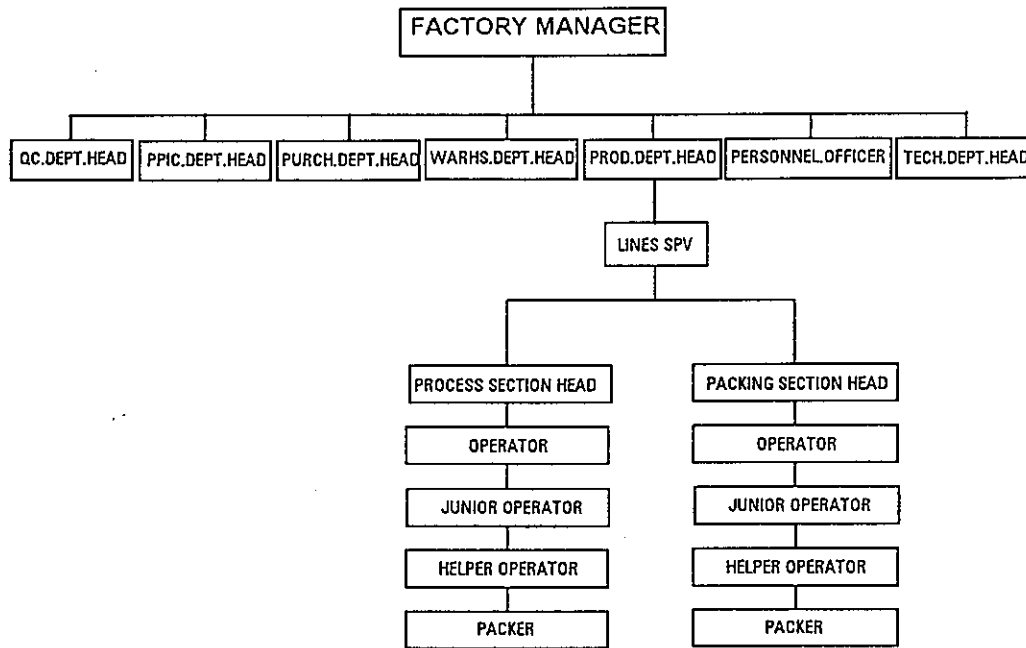 FACTORY MANAGER
QC.DEPT.HEAD
PPIC.DEPT.HEAD
PURCH.DEPT.HEAD
WARHS.DEPT.HEAD
PROD.DEPT.HEAD
PERSONNEL.OFFICER
TECH.DEPT.HEAD
LINES SPV
PROCESS SECTION HEAD
PACKING SECTION HEAD
OPERATOR
OPERATOR
JUNIOR OPERATOR
JUNIOR OPERATOR
HELPER OPERATOR
HELPER OPERATOR
PACKER
PACKER